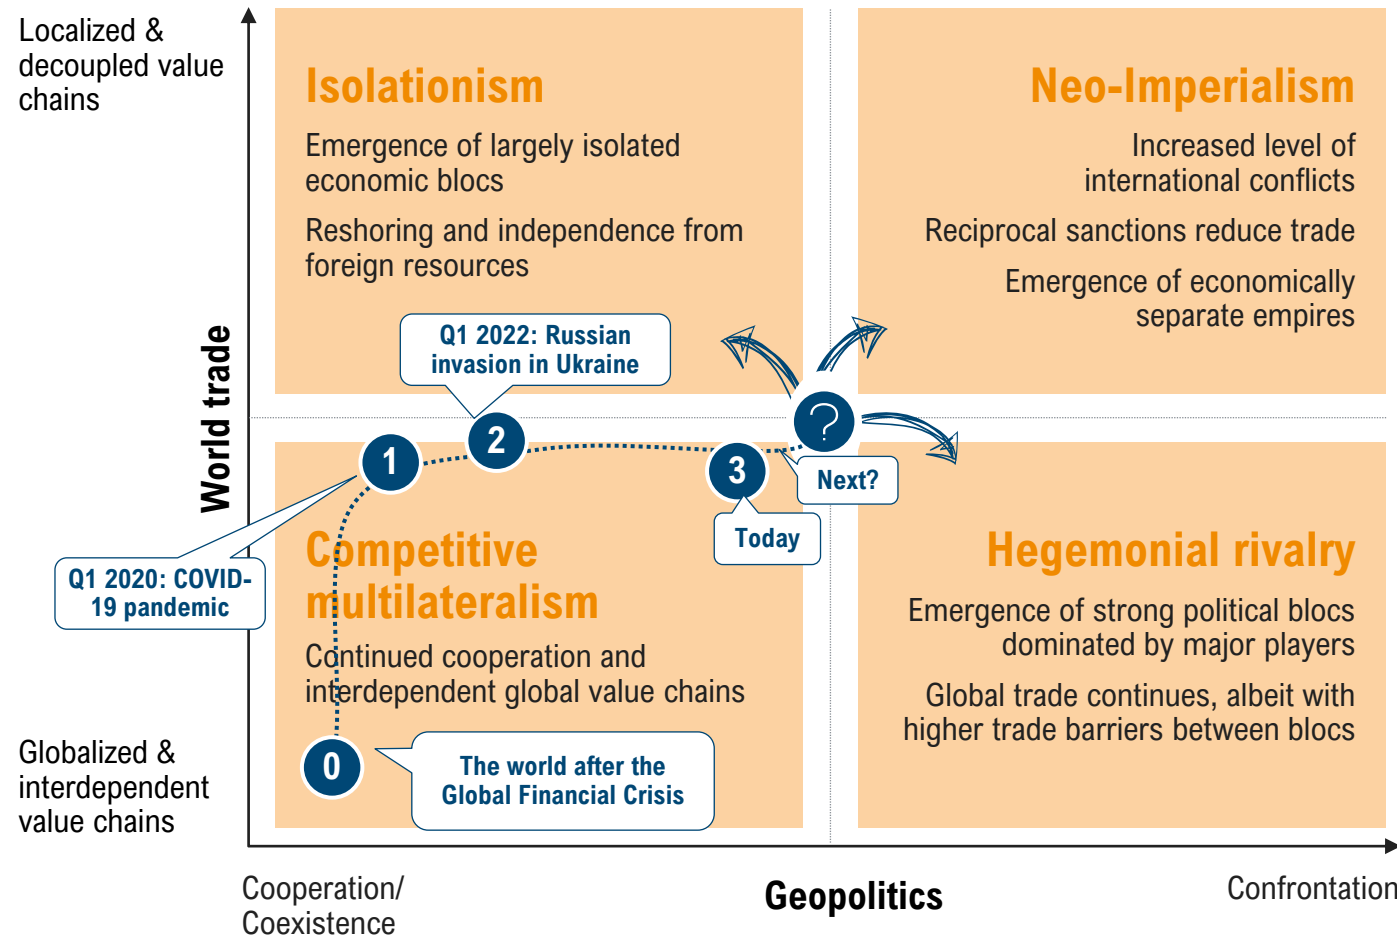 Localized &
decoupled value
chains
Isolationism
Emergence of largely isolated
economic blocs
Reshoring and independence from
foreign resources
Neo-Imperialism
Increased level of
international conflicts
Reciprocal sanctions reduce trade
Emergence of economically
separate empires
Q1 2022: Russian
invasion in Ukraine
World trade
?
1
2
3
Next?
Today
Q1 2020: COVID-
19 pandemic
Competitive
multilateralism
Continued cooperation and
interdependent global value chains
Hegemonial rivalry
Emergence of strong political blocs
dominated by major players
Global trade continues, albeit with
higher trade barriers between blocs
0
The world after the
Global Financial Crisis
Globalized &
interdependent
value chains
Cooperation/
Coexistence
Geopolitics
Confrontation